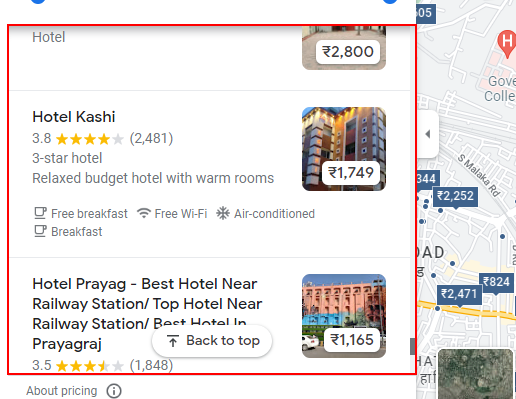 Hotel
₹2,800
Hotel Kashi
3.8 (2,481)
3-star hotel
Relaxed budget hotel with warm rooms
₹1,749
Free breakfast Free Wi-Fi Air-conditioned
Breakfast
Hotel Prayag - Best Hotel Near
Railway Station/ Top Hotel Near
Railway Station/ Best Hotel In
Prayagraj
3.5 (1,848)
₹1,165
Back to top
About pricing
605
H
Gove
Colle
S Malaka Rd
344
₹2,252
OAD
₹824
₹2,471